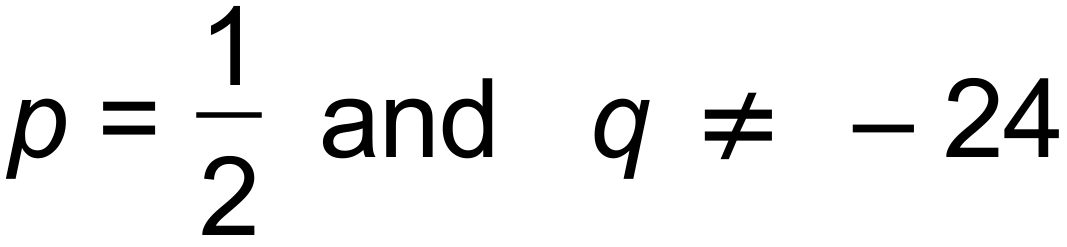 p = 1/2 and q ≠ – 24